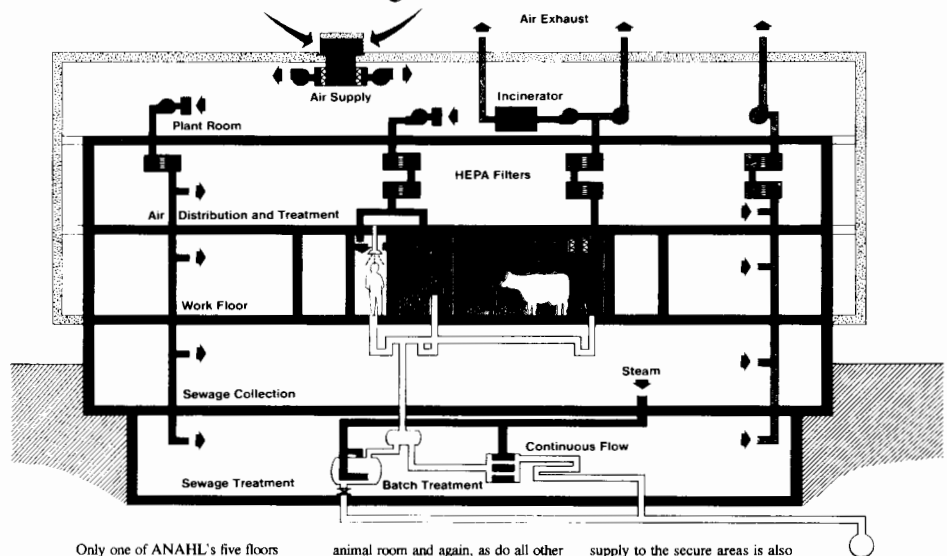 Air Exhaust
Air Supply
Incinerator
Plant Room
HEPA Filters
Air Distribution and Treatment
Work Floor
Steam
Sewage Collection
Continuous Flow
Sewage Treatment
Batch Treatment
Only one of ANAHL's five floors
animal room and again, as do all other
supply to the secure areas is also